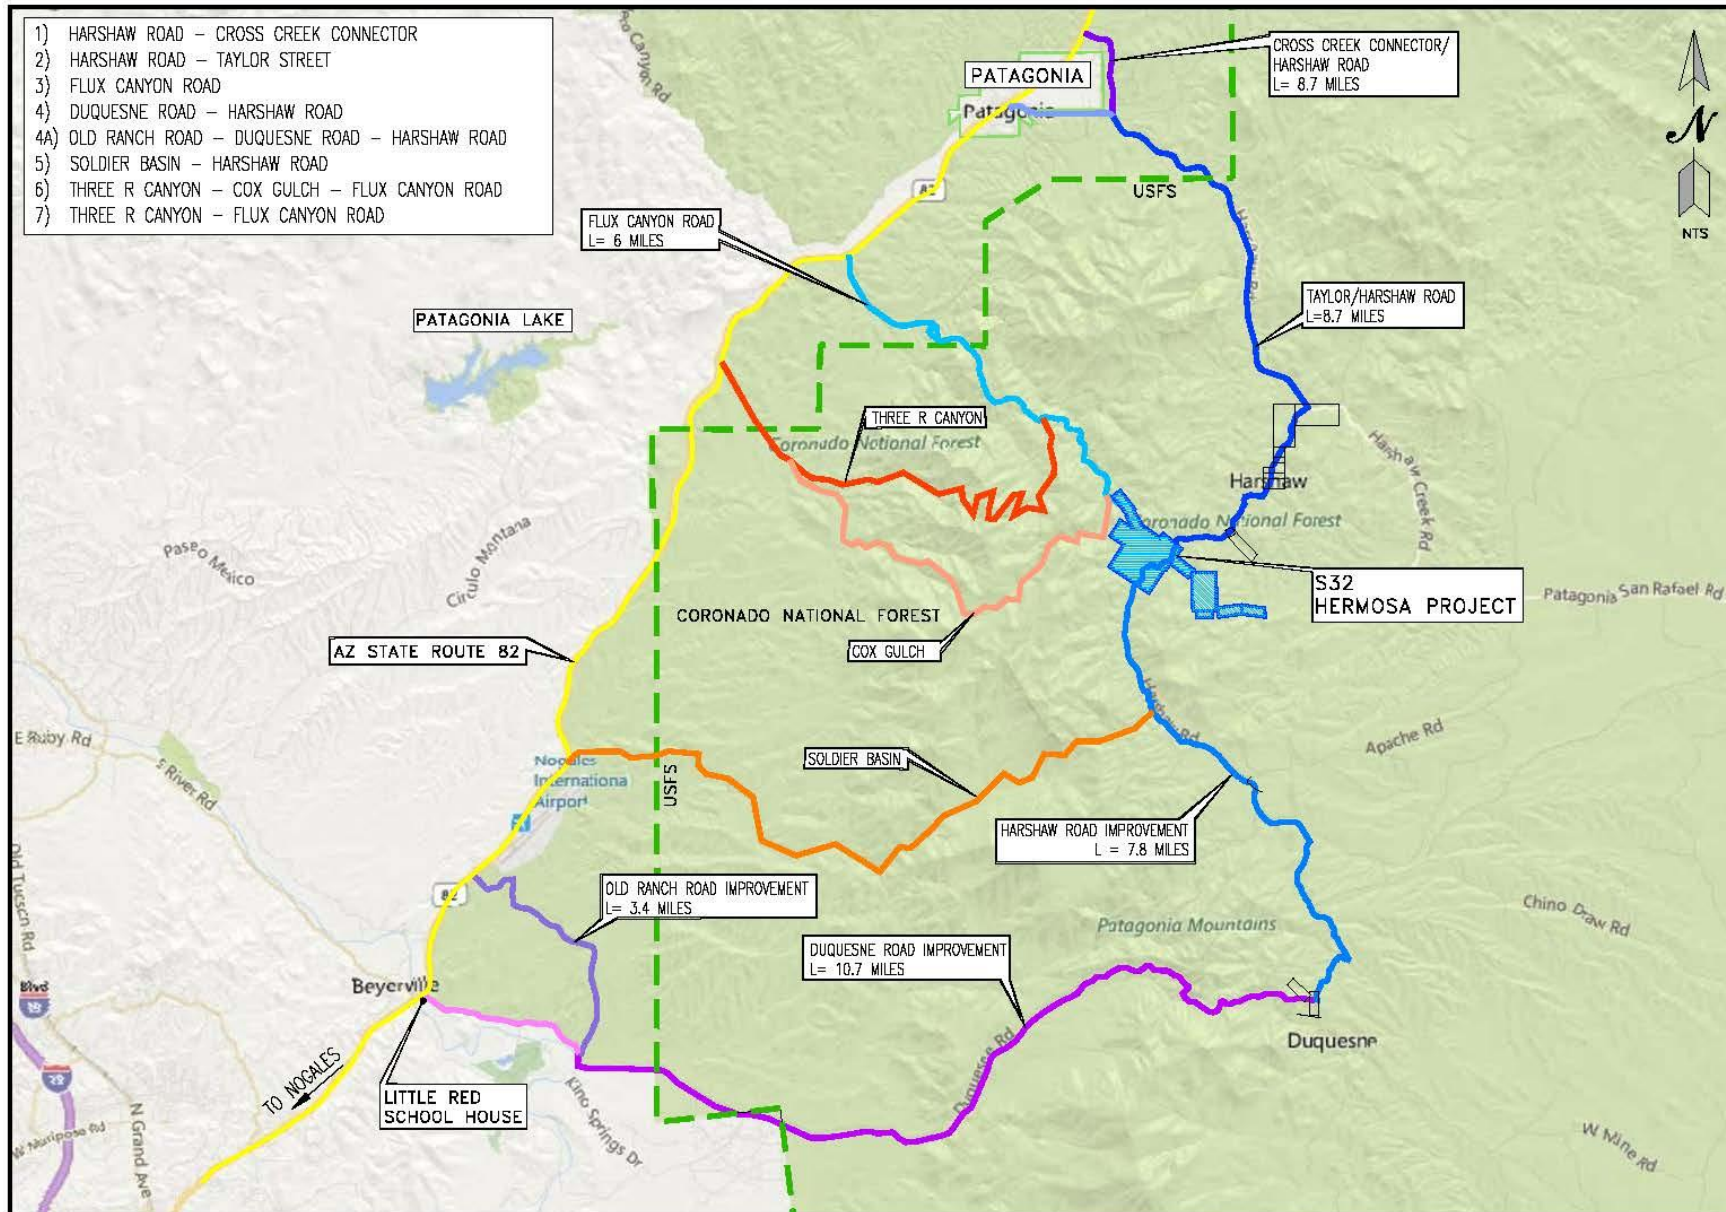 1) HARSHAW ROAD – CROSS CREEK CONNECTOR
2) HARSHAW ROAD – TAYLOR STREET
3) FLUX CANYON ROAD
4) DUQUESNE ROAD – HARSHAW ROAD
4A) OLD RANCH ROAD – DUQUESNE ROAD – HARSHAW ROAD
5) SOLDIER BASIN – HARSHAW ROAD
6) THREE R CANYON – COX GULCH – FLUX CANYON ROAD
7) THREE R CANYON – FLUX CANYON ROAD
Canyon Rd
PATAGONIA
Patagonia
CROSS CREEK CONNECTOR/
HARSHAW ROAD
L= 8.7 MILES
N
NTS
82
USFS
FLUX CANYON ROAD
L= 6 MILES
PATAGONIA LAKE
TAYLOR/HARSHAW ROAD
L=8.7 MILES
THREE R CANYON
Coronado National Forest
Harshaw
Harshaw Creek Rd
Coronado National Forest
Paseo Mexico
Circulo Montana
S32
HERMOSA PROJECT
Patagonia San Rafael Rd
CORONADO NATIONAL FOREST
COX GULCH
AZ STATE ROUTE 82
Harshaw Rd
E Ruby Rd
s River Rd
Nogales
Internationa
Airport
USFS
SOLDIER BASIN
Apache Rd
HARSHAW ROAD IMPROVEMENT
L = 7.8 MILES
Old Tucson Rd
82
OLD RANCH ROAD IMPROVEMENT
L= 3.4 MILES
Chino Draw Rd
Patagonia Mountains
DUQUESNE ROAD IMPROVEMENT
L= 10.7 MILES
Beyerville
Blvd
Duquesne
Duquesne Rd
TO NOGALES
LITTLE RED
SCHOOL HOUSE
Kino Springs Dr
N Grand Ave
W Mariposa Rd
W Mine Rd